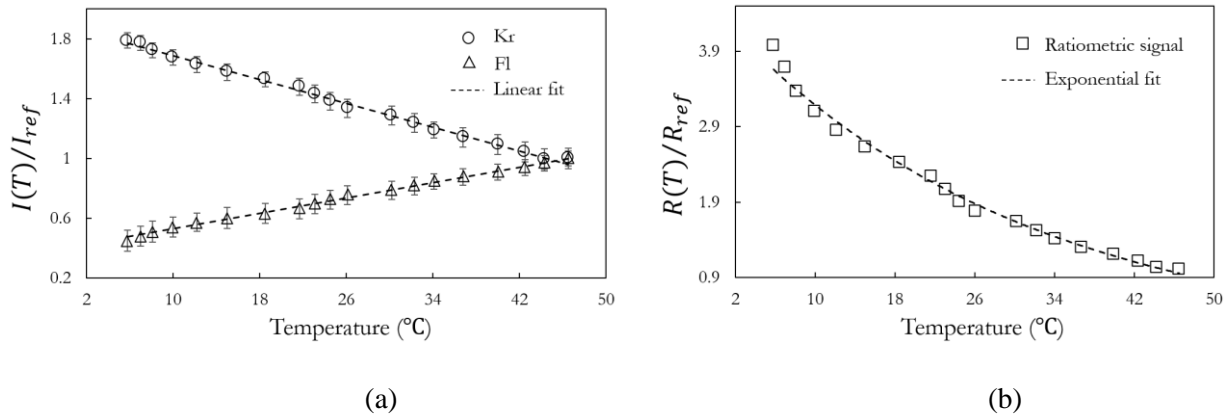 1.8
1.4
1
0.6
0.2
I(T)/I_ref
Kr
Fl
Linear fit
2 10 18 26 34 42 50
Temperature (℃)
(a)
3.9
2.9
1.9
0.9
R(T)/R_ref
Ratiometric signal
Exponential fit
2 10 18 26 34 42 50
Temperature (℃)
(b)